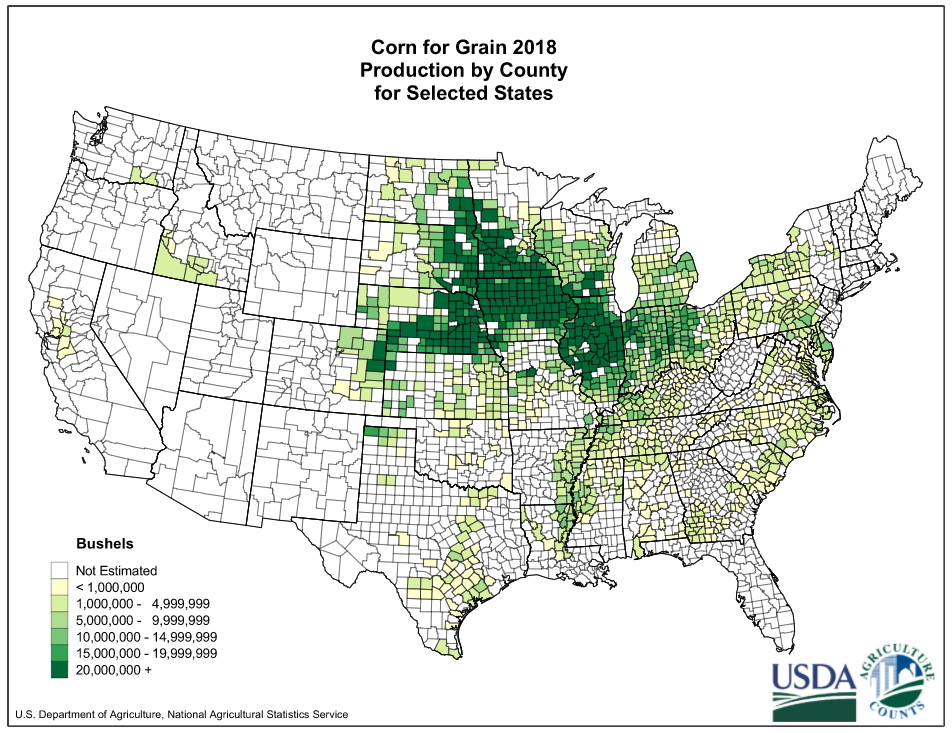 Corn for Grain 2018
Production by County
for Selected States
Bushels
Not Estimated
< 1,000,000
1,000,000 - 4,999,999
5,000,000 - 9,999,999
10,000,000 - 14,999,999
15,000,000 - 19,999,999
20,000,000 +
U.S. Department of Agriculture, National Agricultural Statistics Service
USDA
AGRICULTURE
COUNTS